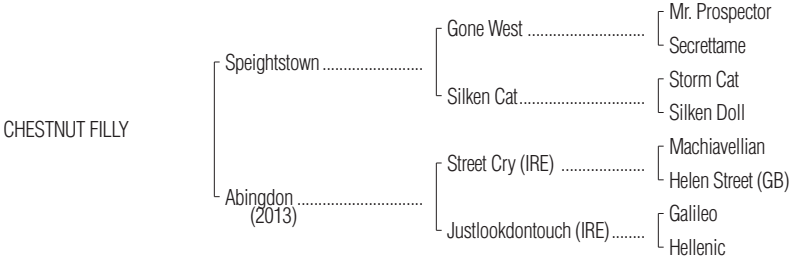 Mr. Prospector
Gone West ..............................
Secrettame
Speightstown .........................
Storm Cat
Silken Cat................................
Silken Doll
CHESTNUT FILLY
Machiavellian
Street Cry (IRE) .....................
Helen Street (GB)
Abingdon ................................
(2013)
Galileo
Justlookdontouch (IRE)........
Hellenic